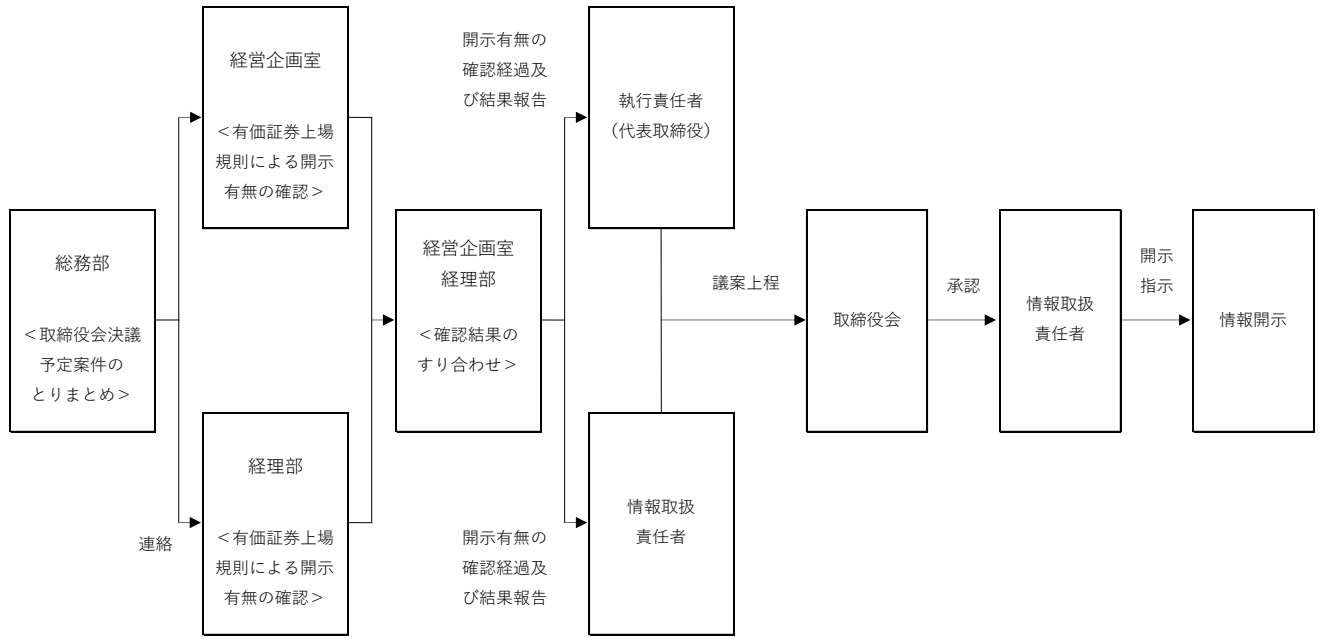 総務部
＜取締役会決議
予定案件の
とりまとめ＞
連絡
経営企画室
＜有価証券上場
規則による開示
有無の確認＞
経理部
＜有価証券上場
規則による開示
有無の確認＞
経営企画室
経理部
＜確認結果の
すり合わせ＞
開示有無の
確認経過及
び結果報告
執行責任者
（代表取締役）
開示有無の
確認経過及
び結果報告
情報取扱
責任者
議案上程
取締役会
承認
情報取扱
責任者
開示
指示
情報開示